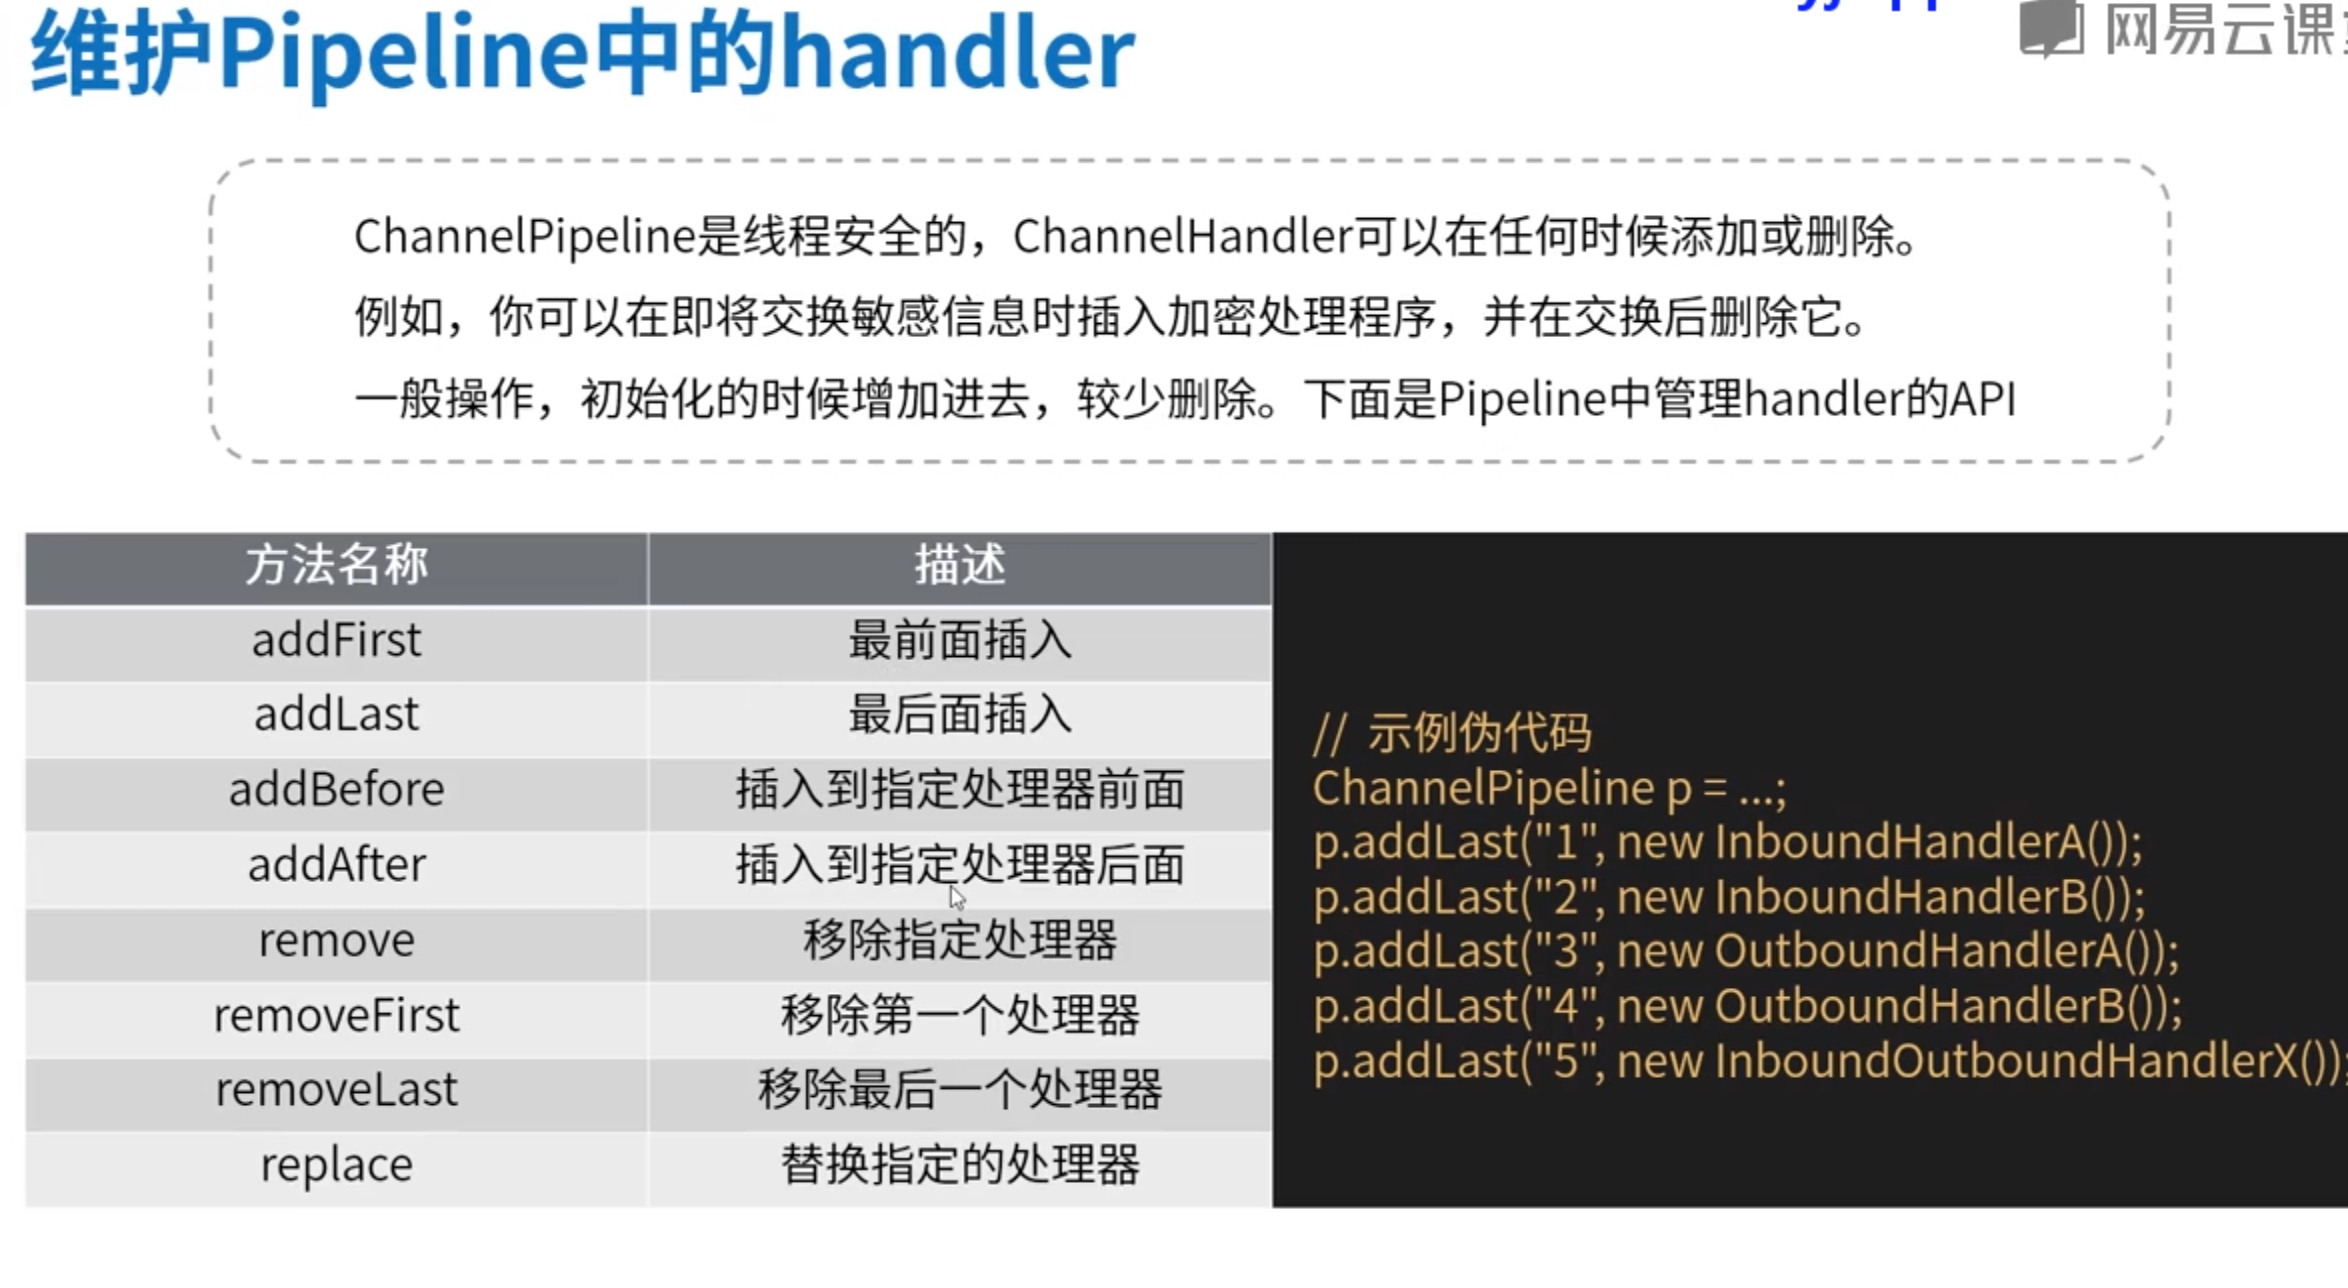 维护Pipeline中的handler
网易云课
ChannelPipeline是线程安全的，ChannelHandler可以在任何时候添加或删除。
例如，你可以在即将交换敏感信息时插入加密处理程序，并在交换后删除它。
一般操作，初始化的时候增加进去，较少删除。下面是Pipeline中管理handler的API
方法名称 描述
addFirst 最前面插入
addLast 最后面插入
addBefore 插入到指定处理器前面
addAfter 插入到指定处理器后面
remove 移除指定处理器
removeFirst 移除第一个处理器
removeLast 移除最后一个处理器
replace 替换指定的处理器
// 示例伪代码
ChannelPipeline p = ...;
p.addLast("1", new InboundHandlerA());
p.addLast("2", new InboundHandlerB());
p.addLast("3", new OutboundHandlerA());
p.addLast("4", new OutboundHandlerB());
p.addLast("5", new InboundOutboundHandlerX());